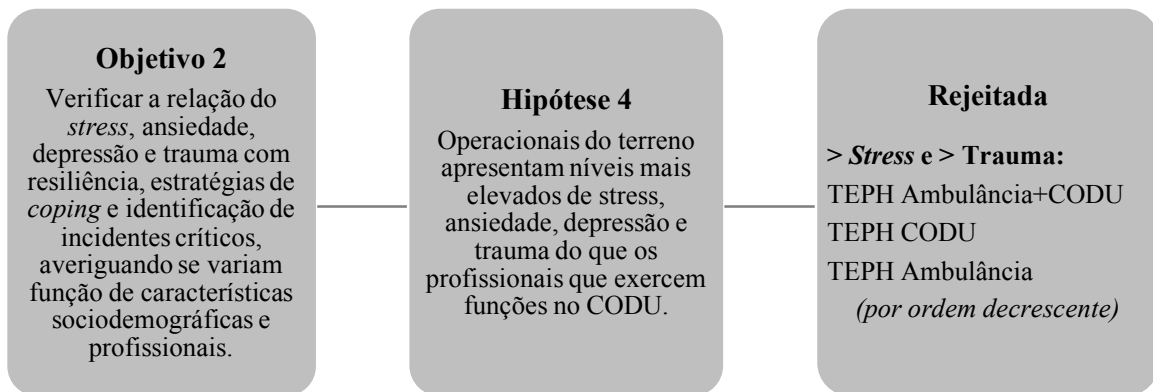 Objetivo 2
Verificar a relação do
stress, ansiedade,
depressão e trauma com
resiliência, estratégias de
coping e identificação de
incidentes críticos,
averiguando se variam
função de características
sociodemográficas e
profissionais.
Hipótese 4
Operacionais do terreno
apresentam níveis mais
elevados de stress,
ansiedade, depressão e
trauma do que os
profissionais que exercem
funções no CODU.
Rejeitada
> Stress e > Trauma:
TEPH Ambulância+CODU
TEPH CODU
TEPH Ambulância
(por ordem decrescente)